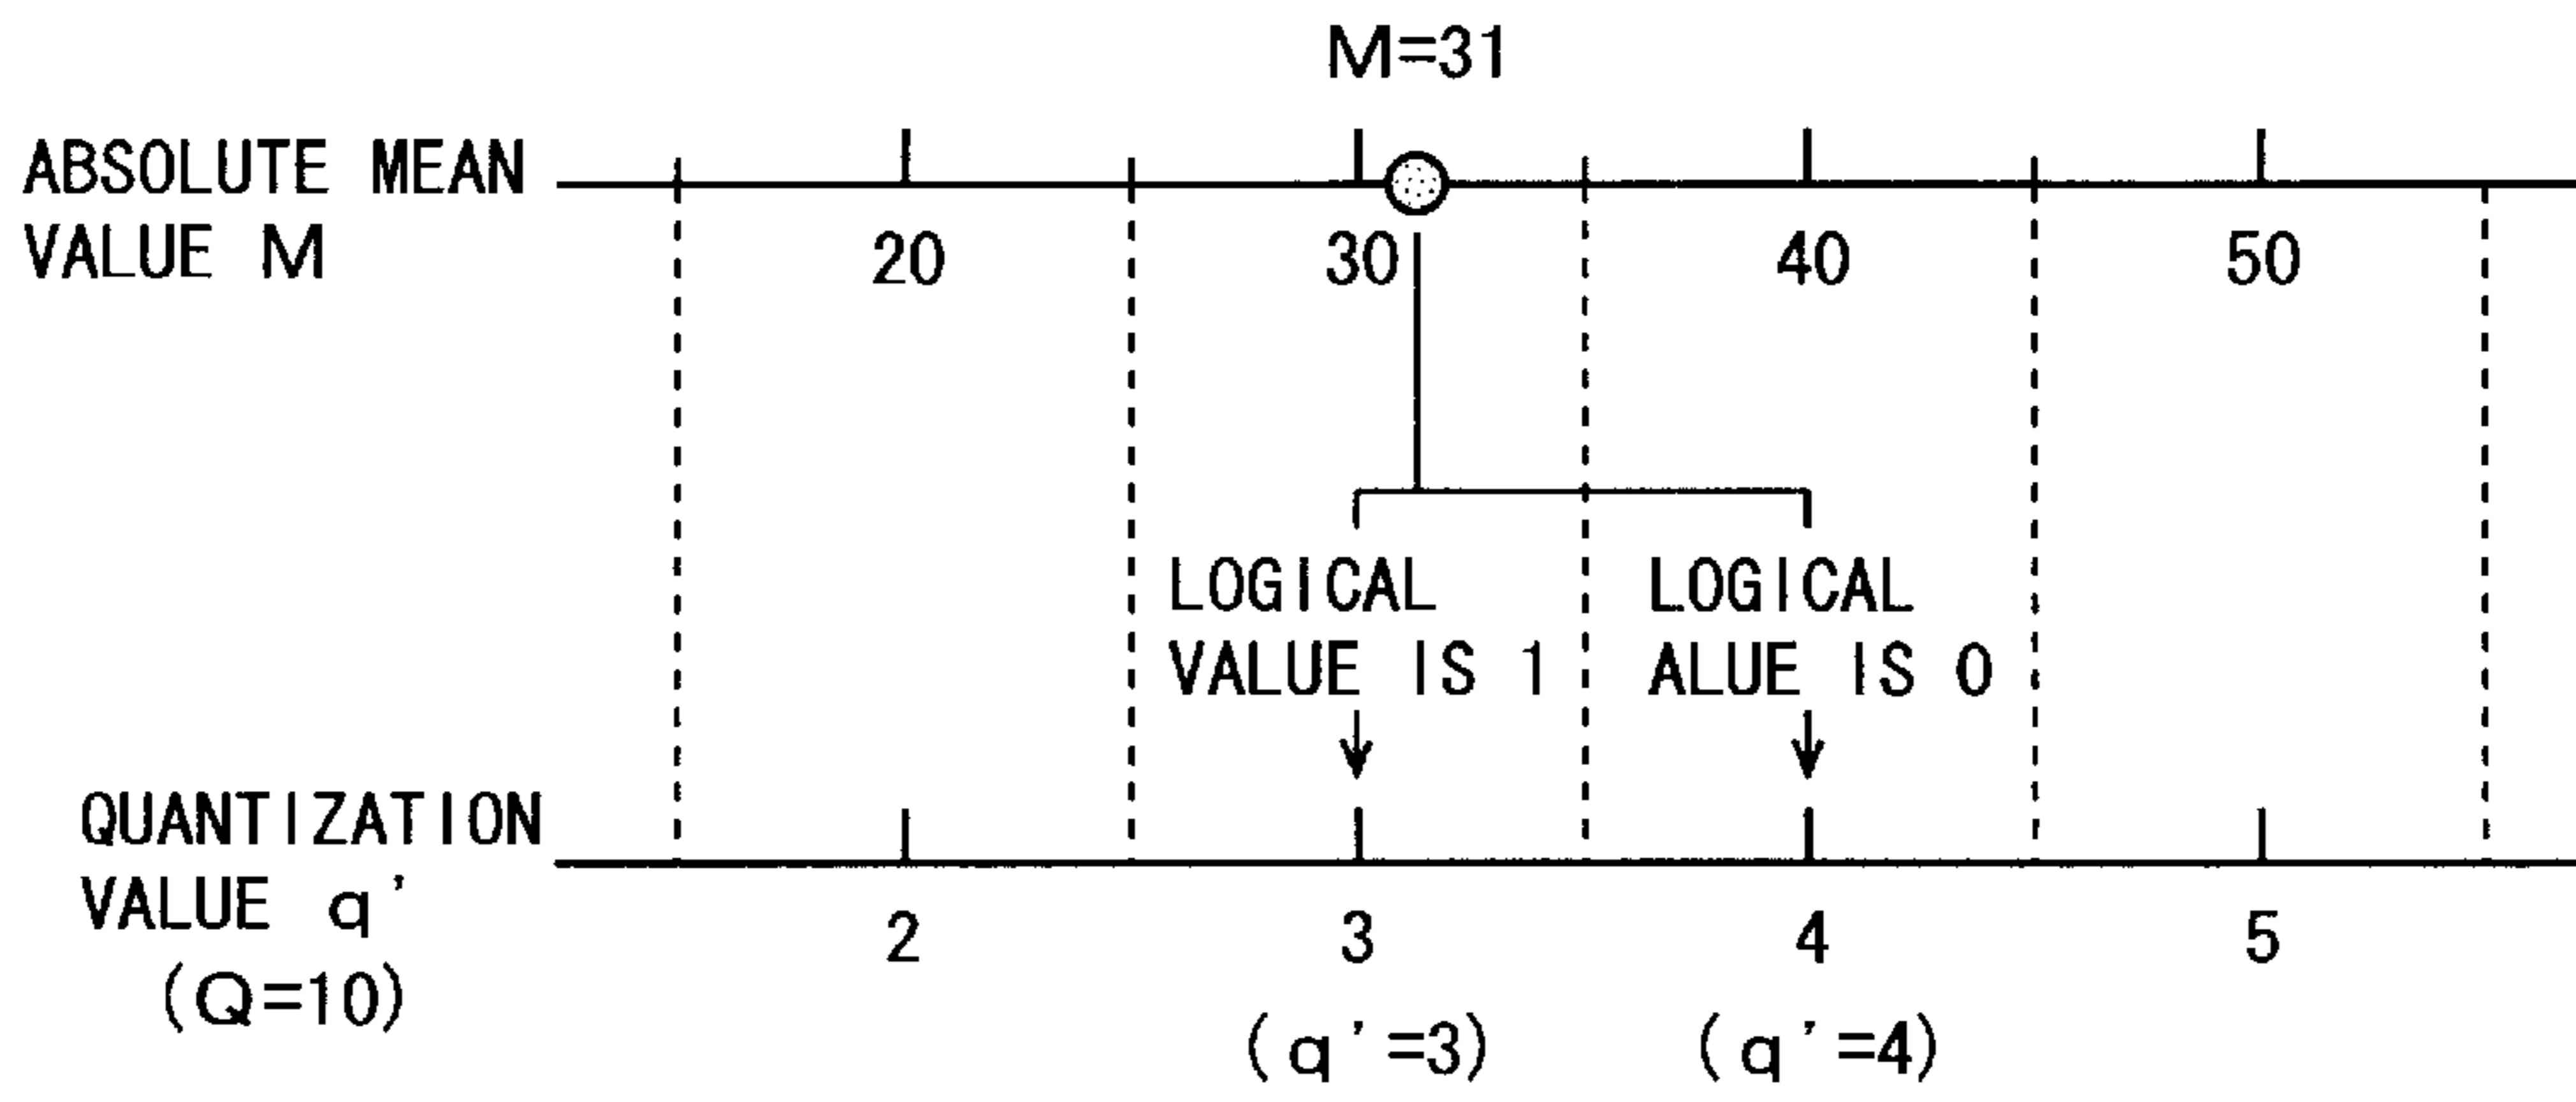 M=31
ABSOLUTE MEAN
VALUE M
20 30 40 50
LOGICAL
VALUE IS 1
LOGICAL
ALUE IS 0
QUANTIZATION
VALUE q'
(Q=10)
2 3 4 5
(q'=3) (q'=4)